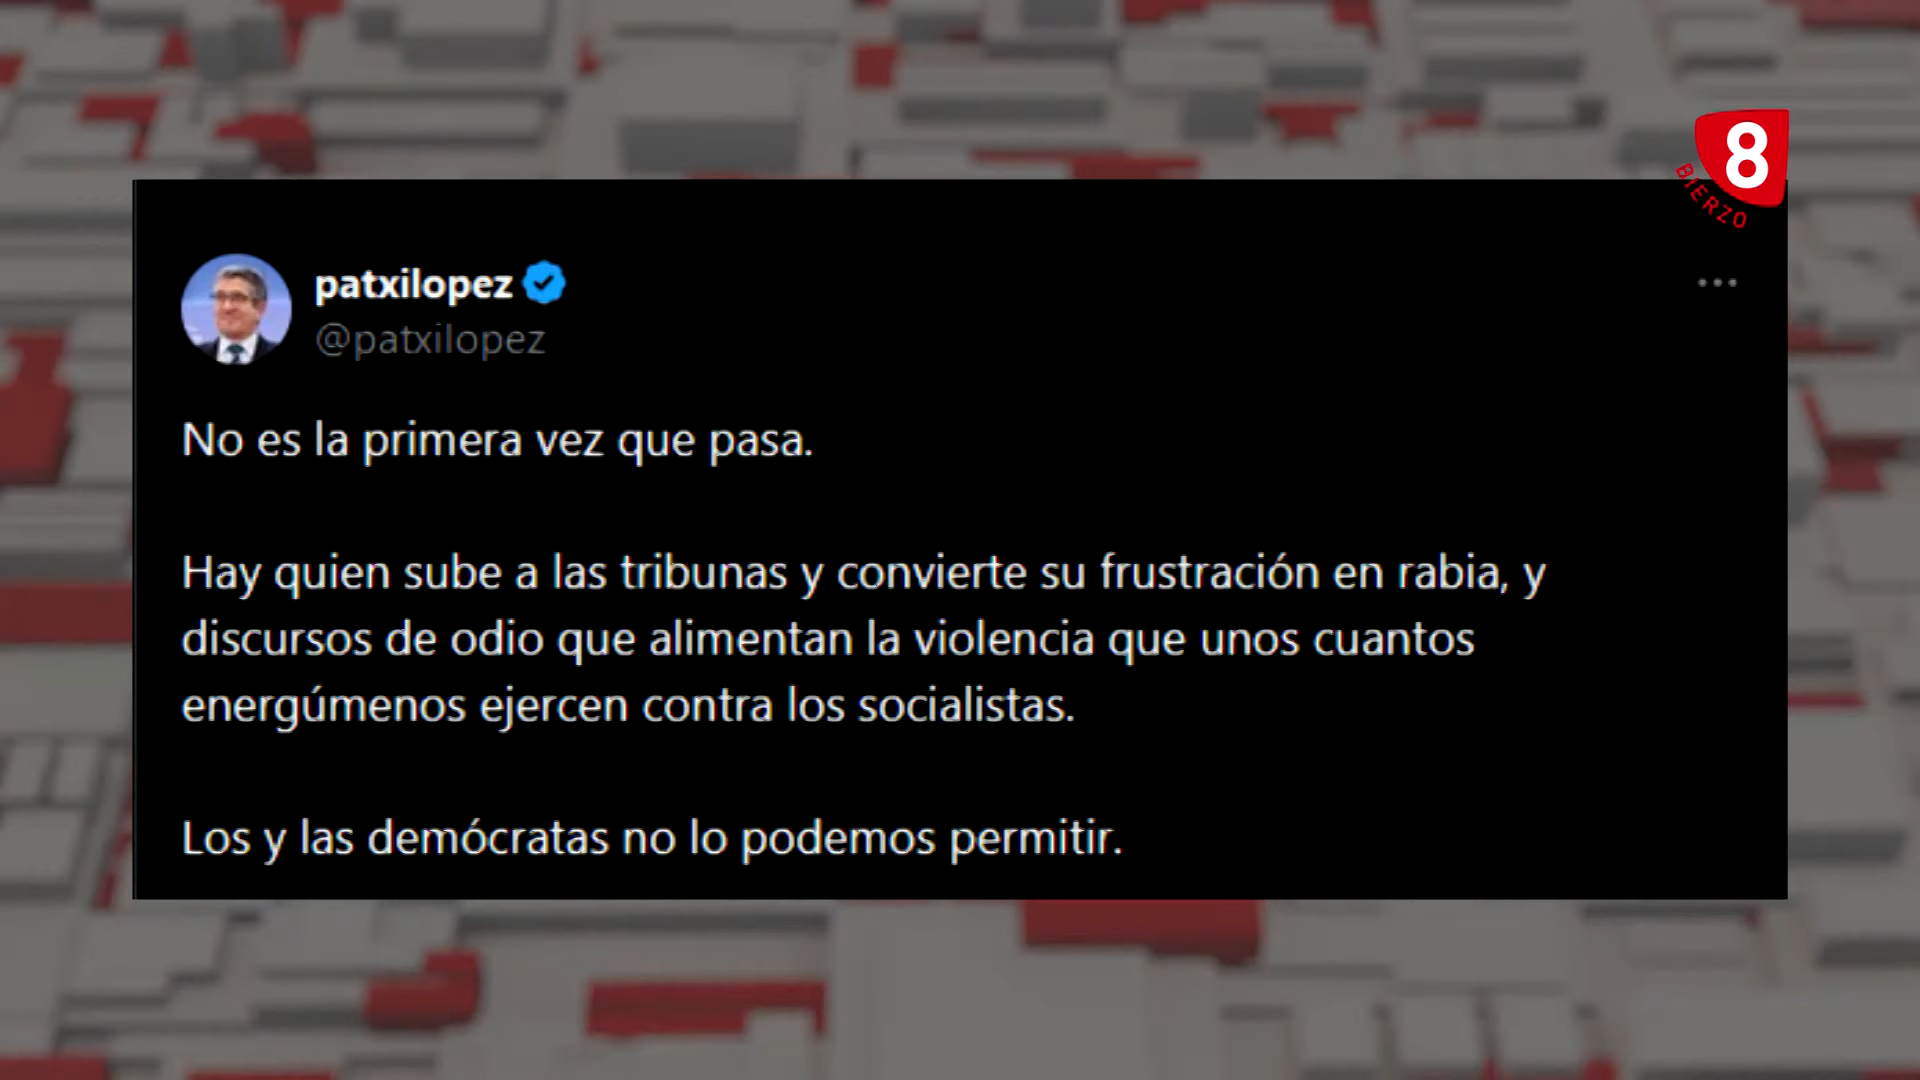 8
BIERZO
patxilopez
@patxilopez
No es la primera vez que pasa.
Hay quien sube a las tribunas y convierte su frustración en rabia, y
discursos de odio que alimentan la violencia que unos cuantos
energúmenos ejercen contra los socialistas.
Los y las demócratas no lo podemos permitir.